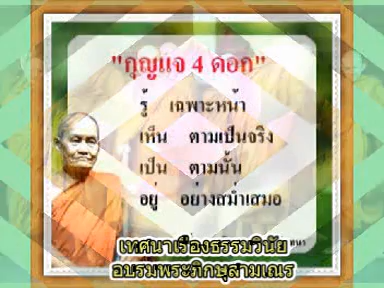 "กุญแจ 4 ดอก"
รู้ เฉพาะหน้า
เห็น ตามเป็นจริง
เป็น ตามนั้น
อยู่ อย่างสม่ำเสมอ
เทศนาเรื่องธรรมวินัย
อบรมพระภิกษุสามเณร